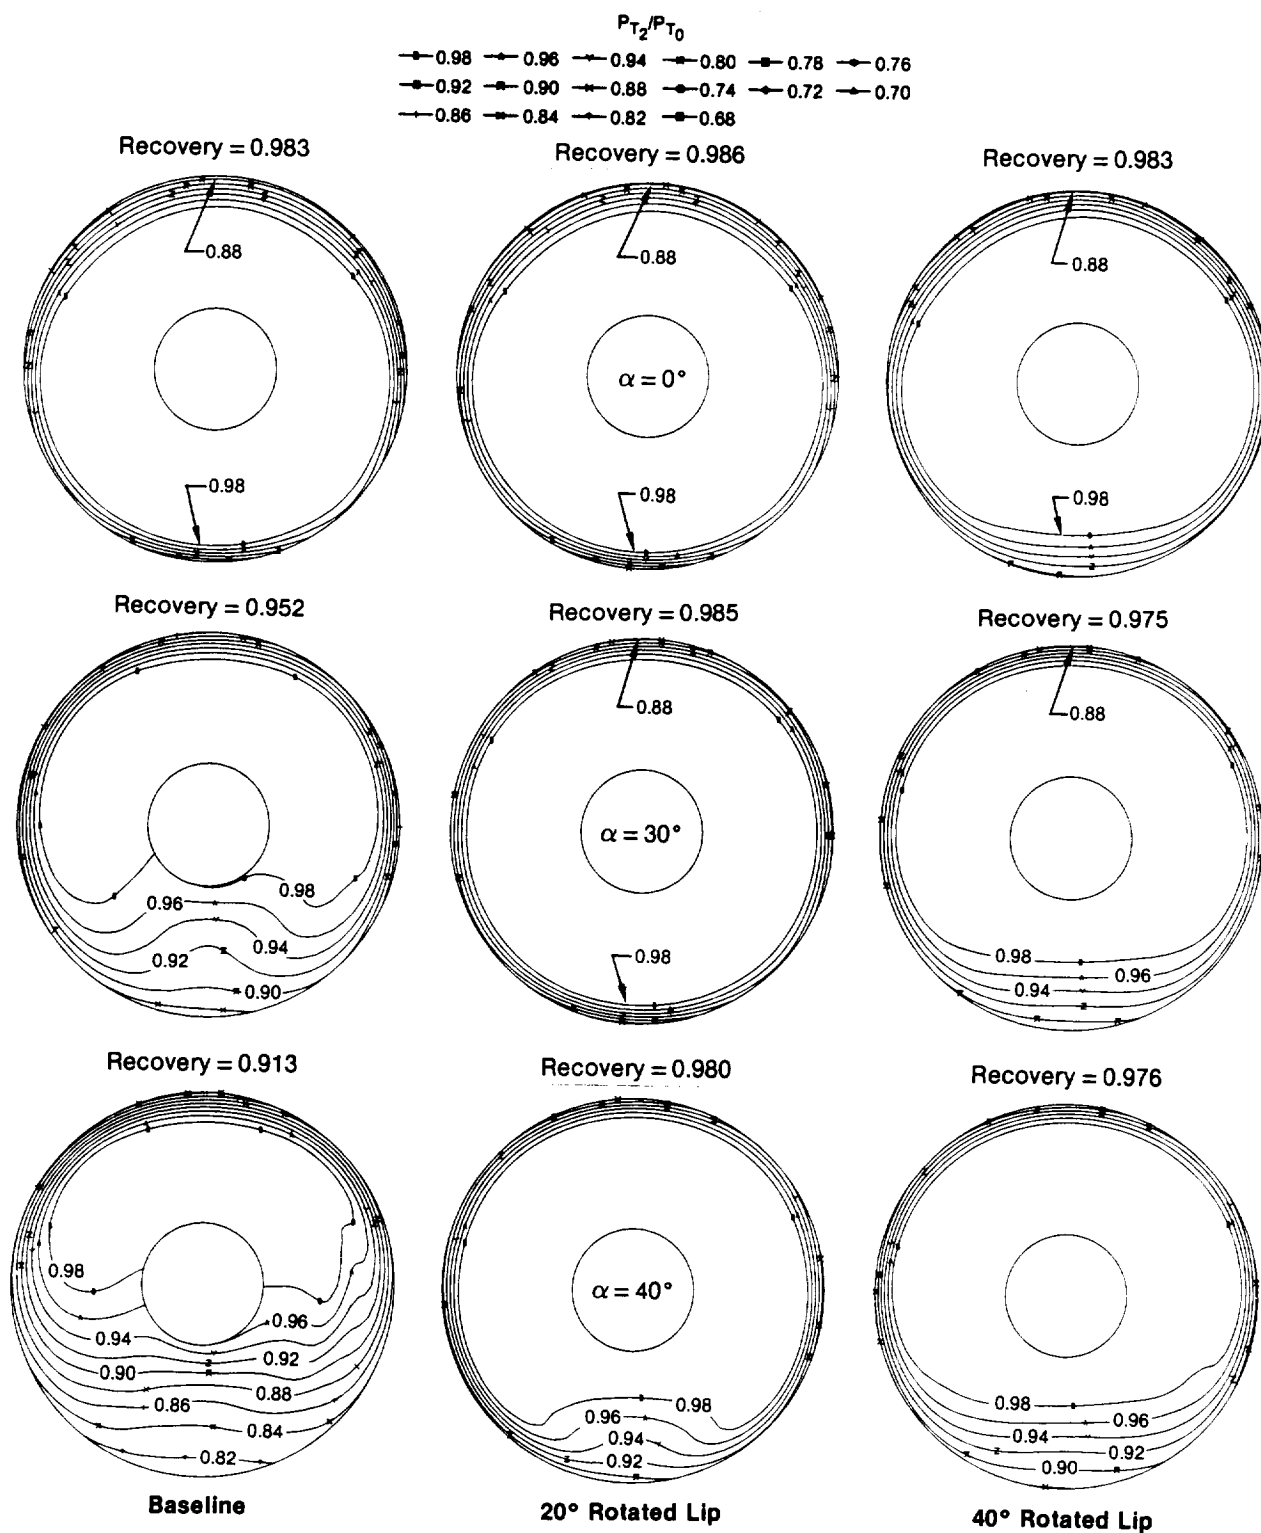 P_T2/P_T0
0.98 0.96 0.94 0.80 0.78 0.76
0.92 0.90 0.88 0.74 0.72 0.70
0.86 0.84 0.82 0.68
Recovery = 0.983
Recovery = 0.986
Recovery = 0.983
0.88
0.88
0.88
α = 0°
0.98
0.98
0.98
Recovery = 0.952
Recovery = 0.985
Recovery = 0.975
0.88
0.88
α = 30°
0.98
0.96
0.94
0.92
0.90
0.98
0.98
0.96
0.94
Recovery = 0.913
Recovery = 0.980
Recovery = 0.976
α = 40°
0.98
0.96
0.94
0.92
0.90
0.88
0.86
0.84
0.82
0.98
0.96
0.94
0.92
0.98
0.96
0.94
0.92
0.90
Baseline
20° Rotated Lip
40° Rotated Lip